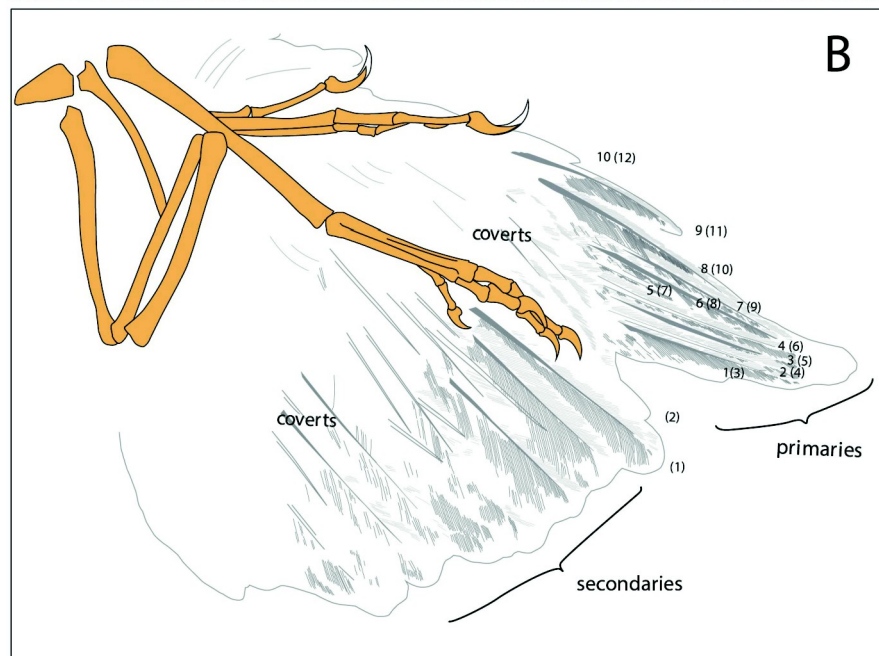 B
10 (12)
9 (11)
coverts
8 (10)
5 (7)
6 (8)
7 (9)
4 (6)
3 (5)
1(3)
2 (4)
(2)
coverts
primaries
(1)
secondaries